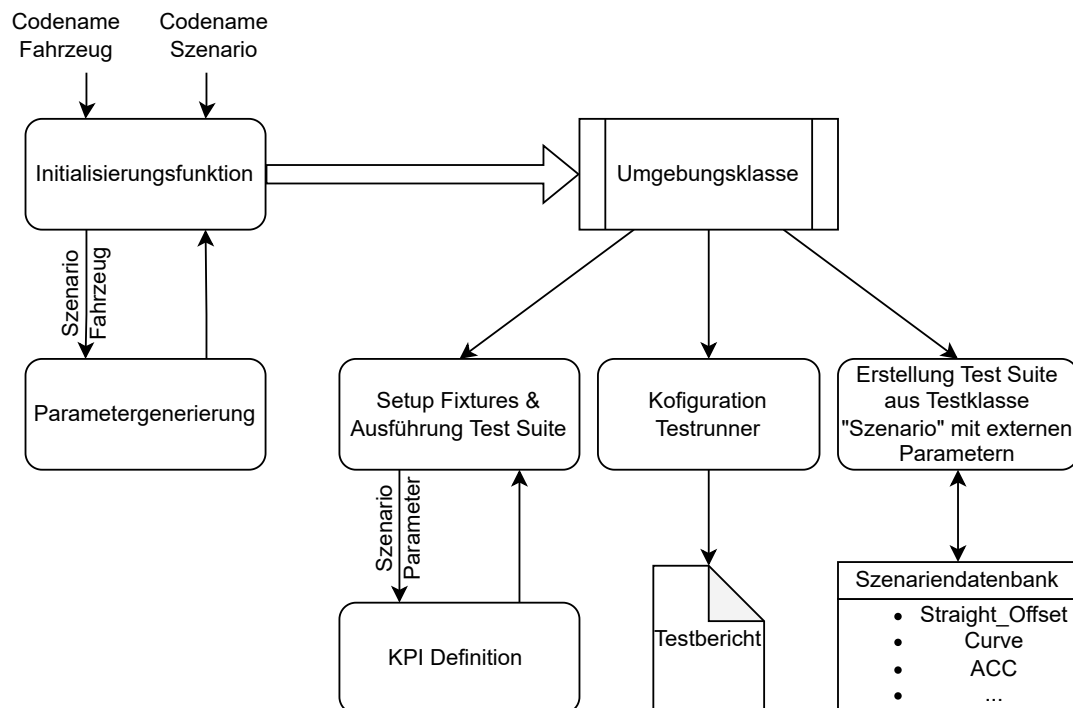 Codename
Fahrzeug
Codename
Szenario
Initialisierungsfunktion
Umgebungsklasse
Szenario
Fahrzeug
Parametergenerierung
Setup Fixtures &
Ausführung Test Suite
Kofiguration
Testrunner
Erstellung Test Suite
aus Testklasse
"Szenario" mit externen
Parametern
Szenario
Parameter
KPI Definition
Testbericht
Szenariendatenbank
• Straight_Offset
• Curve
• ACC
• ...